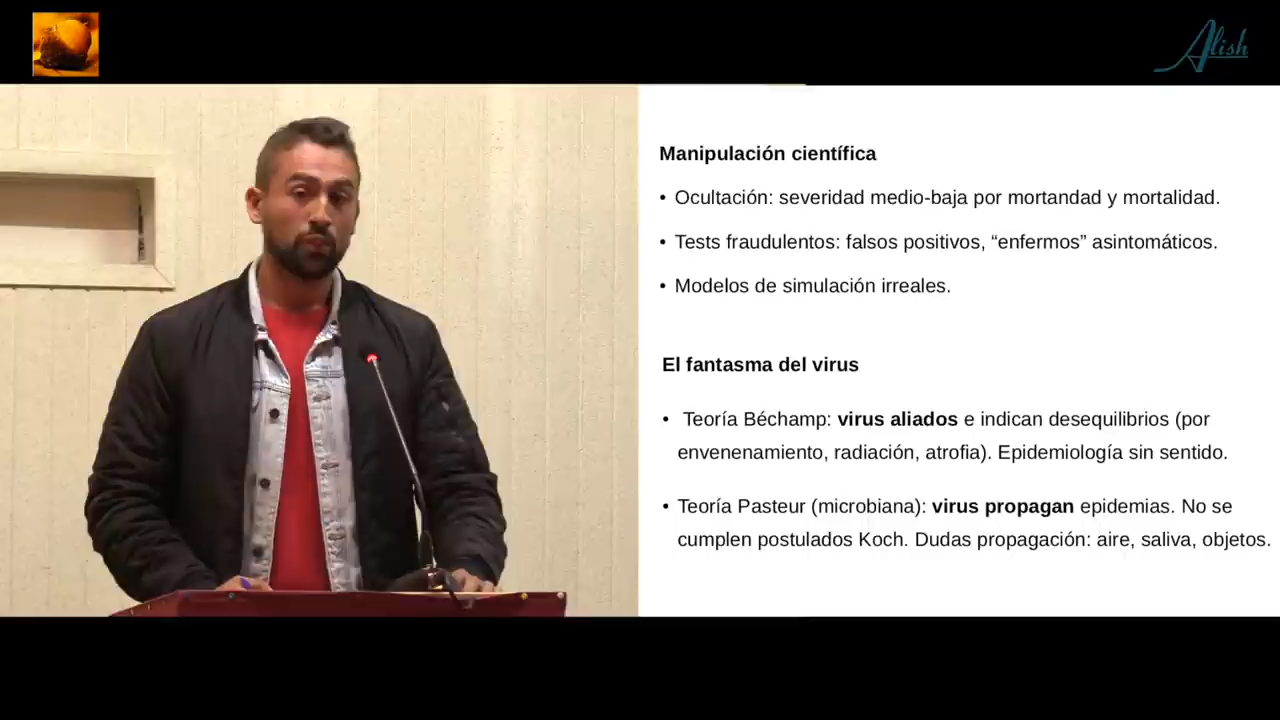 Alish
Manipulación científica
• Ocultación: severidad medio-baja por mortandad y mortalidad.
• Tests fraudulentos: falsos positivos, “enfermos” asintomáticos.
• Modelos de simulación irreales.
El fantasma del virus
• Teoría Béchamp: virus aliados e indican desequilibrios (por
envenenamiento, radiación, atrofia). Epidemiología sin sentido.
• Teoría Pasteur (microbiana): virus propagan epidemias. No se
cumplen postulados Koch. Dudas propagación: aire, saliva, objetos.